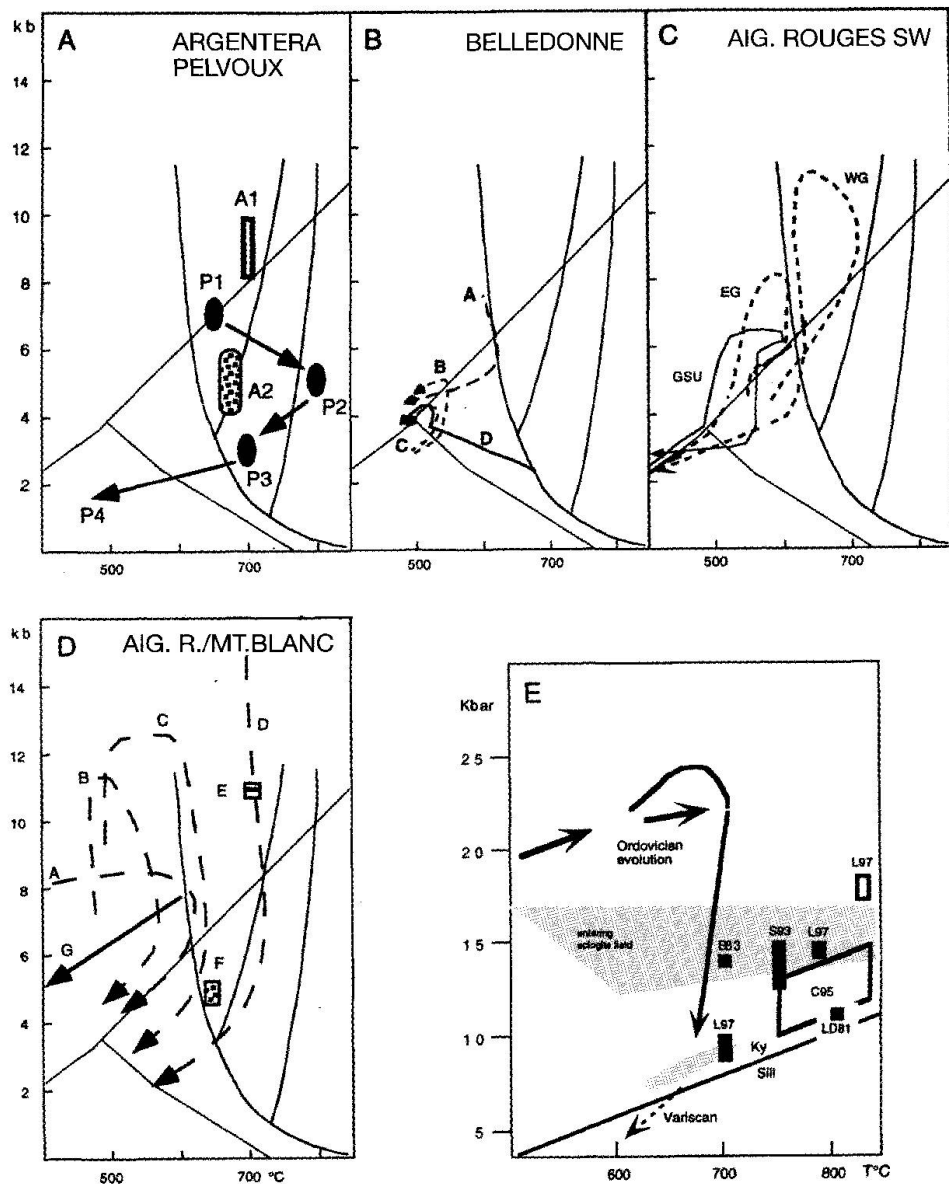 kb
A
ARGENTERA
PELVOUX
14
12
10
8
6
4
2
A1
P1
A2
P2
P3
P4
500
700
B
BELLEDONNE
A
B
C
D
500
700
C
AIG. ROUGES SW
WG
EG
GSU
500
700
kb
D
AIG. R./MT.BLANC
14
12
10
8
6
4
2
C
D
B
E
A
G
F
500
700
°C
E
Kbar
25
20
15
10
5
Ordovician
evolution
L97
entering
eclogite field
S93
L97
C95
LD81
L97
Ky
Sill
Variscan
600
700
800
T°C